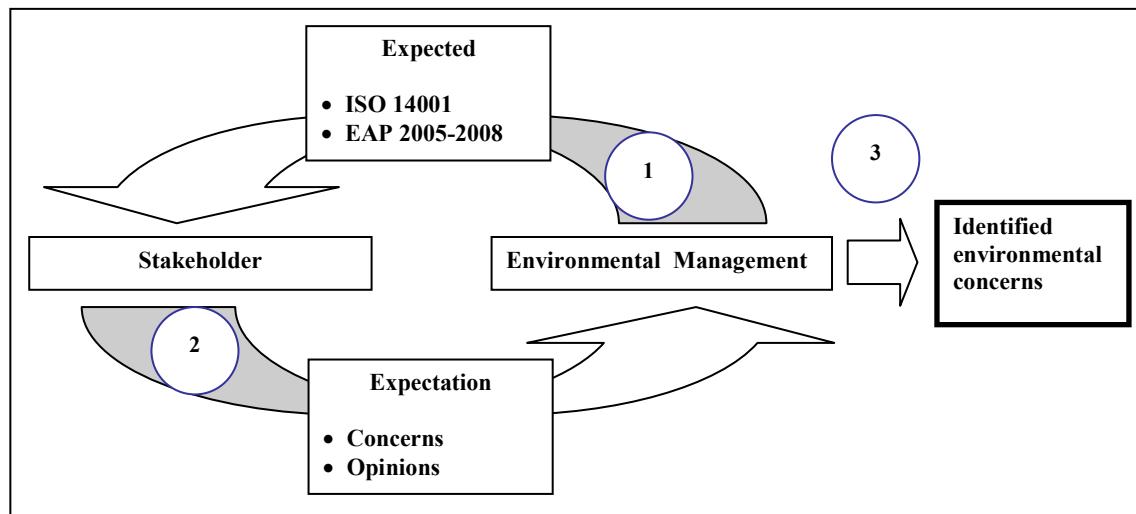 Expected
• ISO 14001
• EAP 2005-2008
1
3
Stakeholder
Environmental Management
Identified
environmental
concerns
2
Expectation
• Concerns
• Opinions